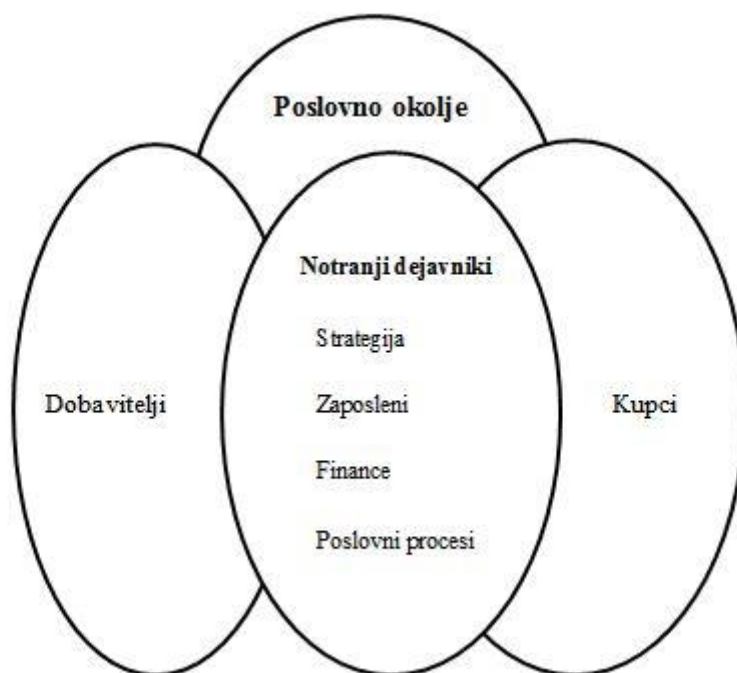 Poslovno okolje
Notranji dejavniki
Strategija
Dobavitelji
Zaposleni
Kupci
Finance
Poslovni procesi